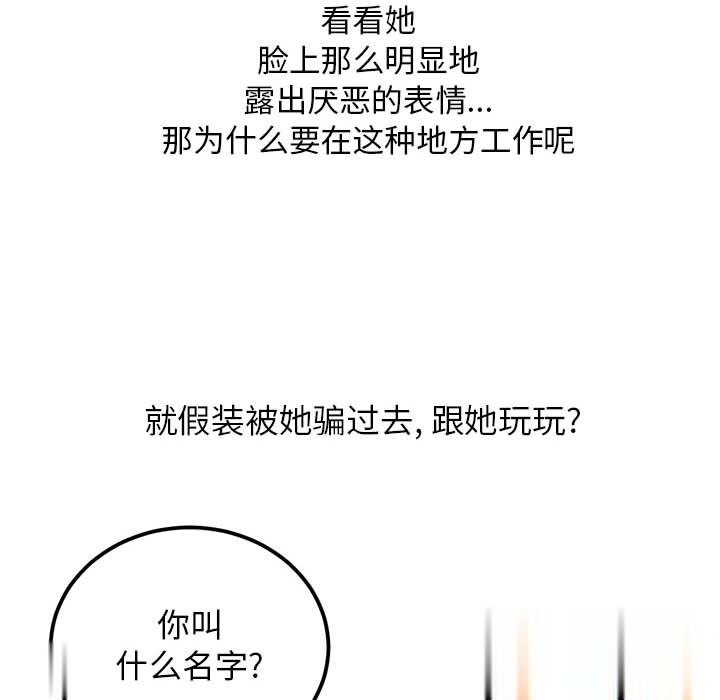 看看她
脸上那么明显地
露出厌恶的表情...
那为什么要在这种地方工作呢
就假装被她骗过去, 跟她玩玩?
你叫
什么名字?